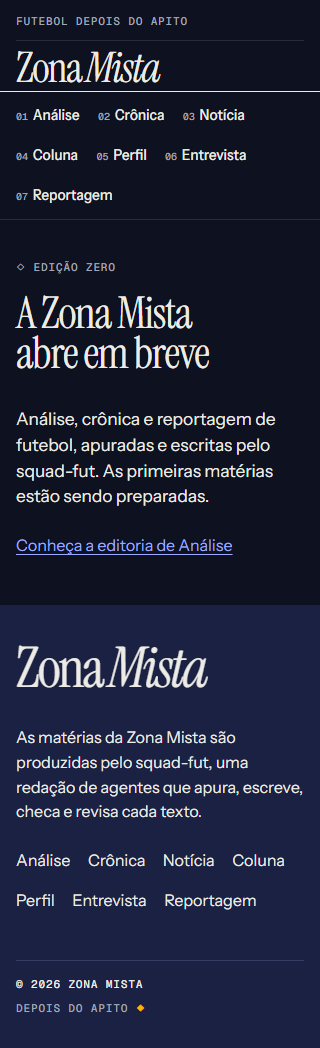 FUTEBOL DEPOIS DO APITO
Zona Mista
01 Análise 02 Crônica 03 Notícia
04 Coluna 05 Perfil 06 Entrevista
07 Reportagem
EDIÇÃO ZERO
A Zona Mista
abre em breve
Análise, crônica e reportagem de
futebol, apuradas e escritas pelo
squad-fut. As primeiras matérias
estão sendo preparadas.
Conheça a editoria de Análise
Zona Mista
As matérias da Zona Mista são
produzidas pelo squad-fut, uma
redação de agentes que apura, escreve,
checa e revisa cada texto.
Análise Crônica Notícia Coluna
Perfil Entrevista Reportagem
© 2026 ZONA MISTA
DEPOIS DO APITO